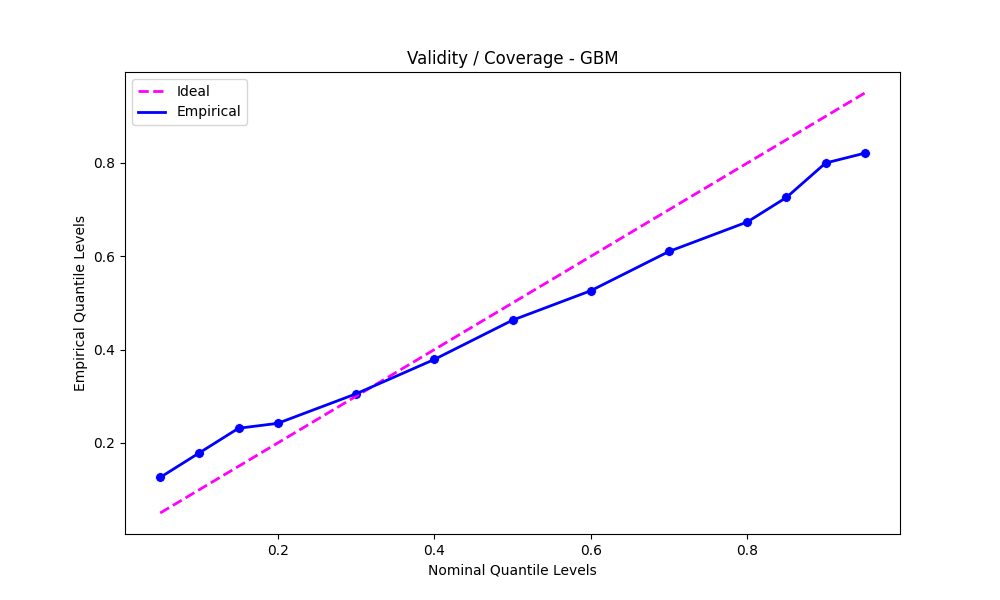 Validity / Coverage - GBM
Ideal
Empirical
0.8
0.6
0.4
0.2
Empirical Quantile Levels
0.2 0.4 0.6 0.8
Nominal Quantile Levels